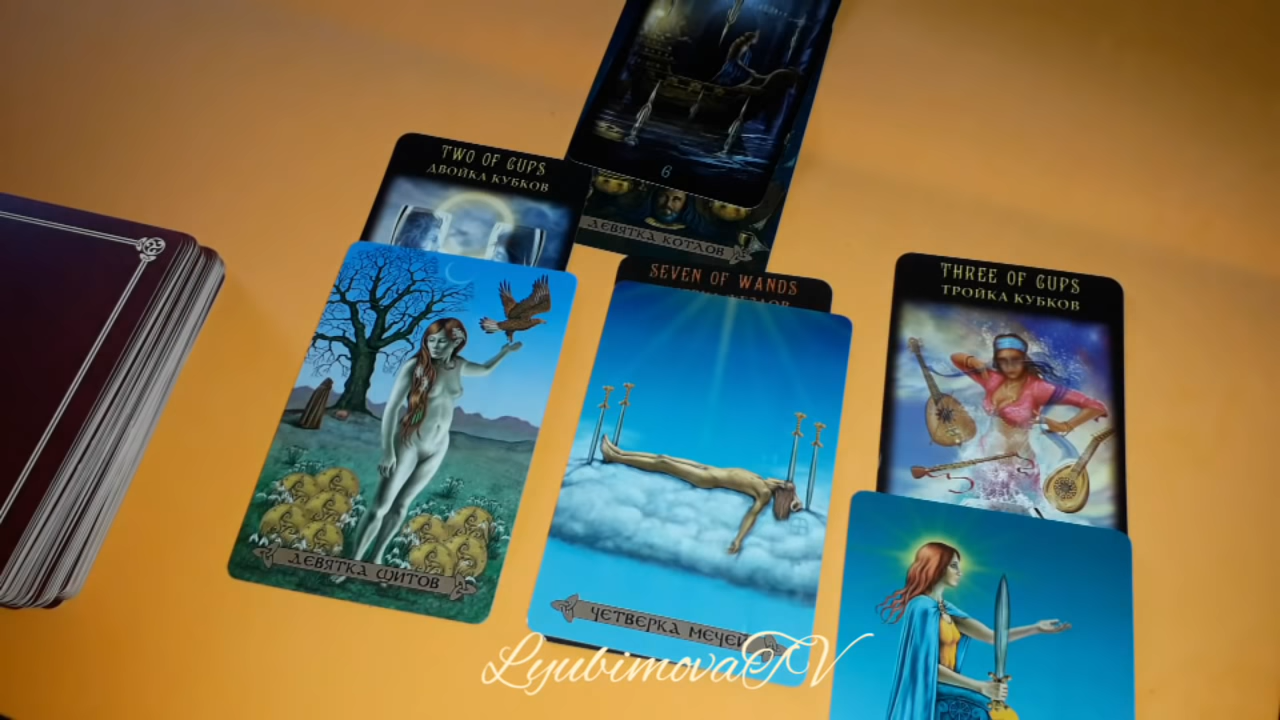 6
TWO OF CUPS
ДВОЙКА КУБКОВ
ДЕВЯТКА КОТЛОВ
SEVEN OF WANDS
THREE OF CUPS
ТРОЙКА КУБКОВ
ДЕВЯТКА ЩИТОВ
ЧЕТВЕРКА МЕЧЕЙ
LyubimovaTV